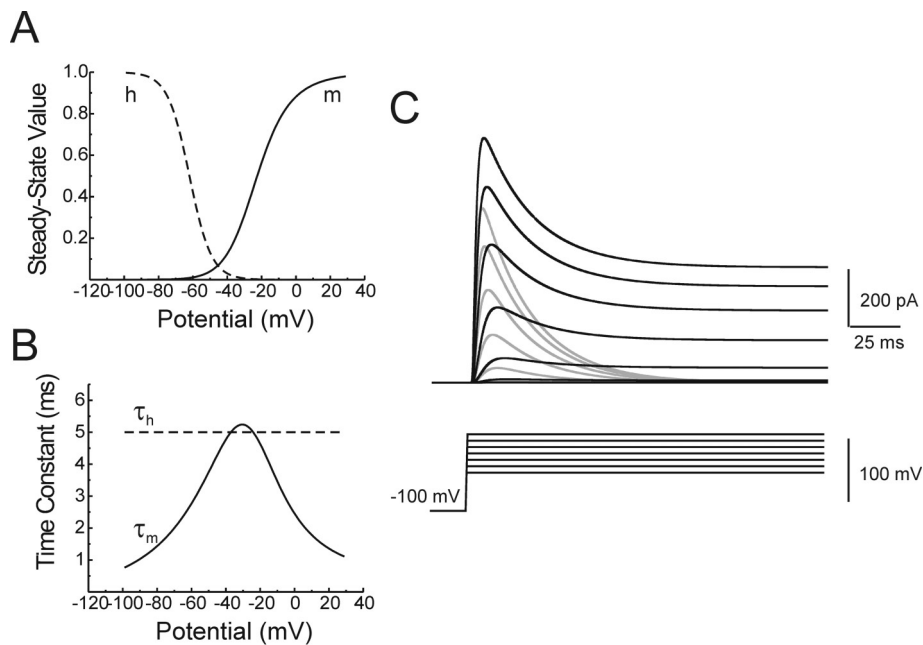 A
Steady-State Value
1.0
0.8
0.6
0.4
0.2
h
m
-120 -100 -80 -60 -40 -20 0 20 40
Potential (mV)
B
Time Constant (ms)
6
5
4
3
2
1
τh
τm
-120 -100 -80 -60 -40 -20 0 20 40
Potential (mV)
C
200 pA
25 ms
-100 mV
100 mV